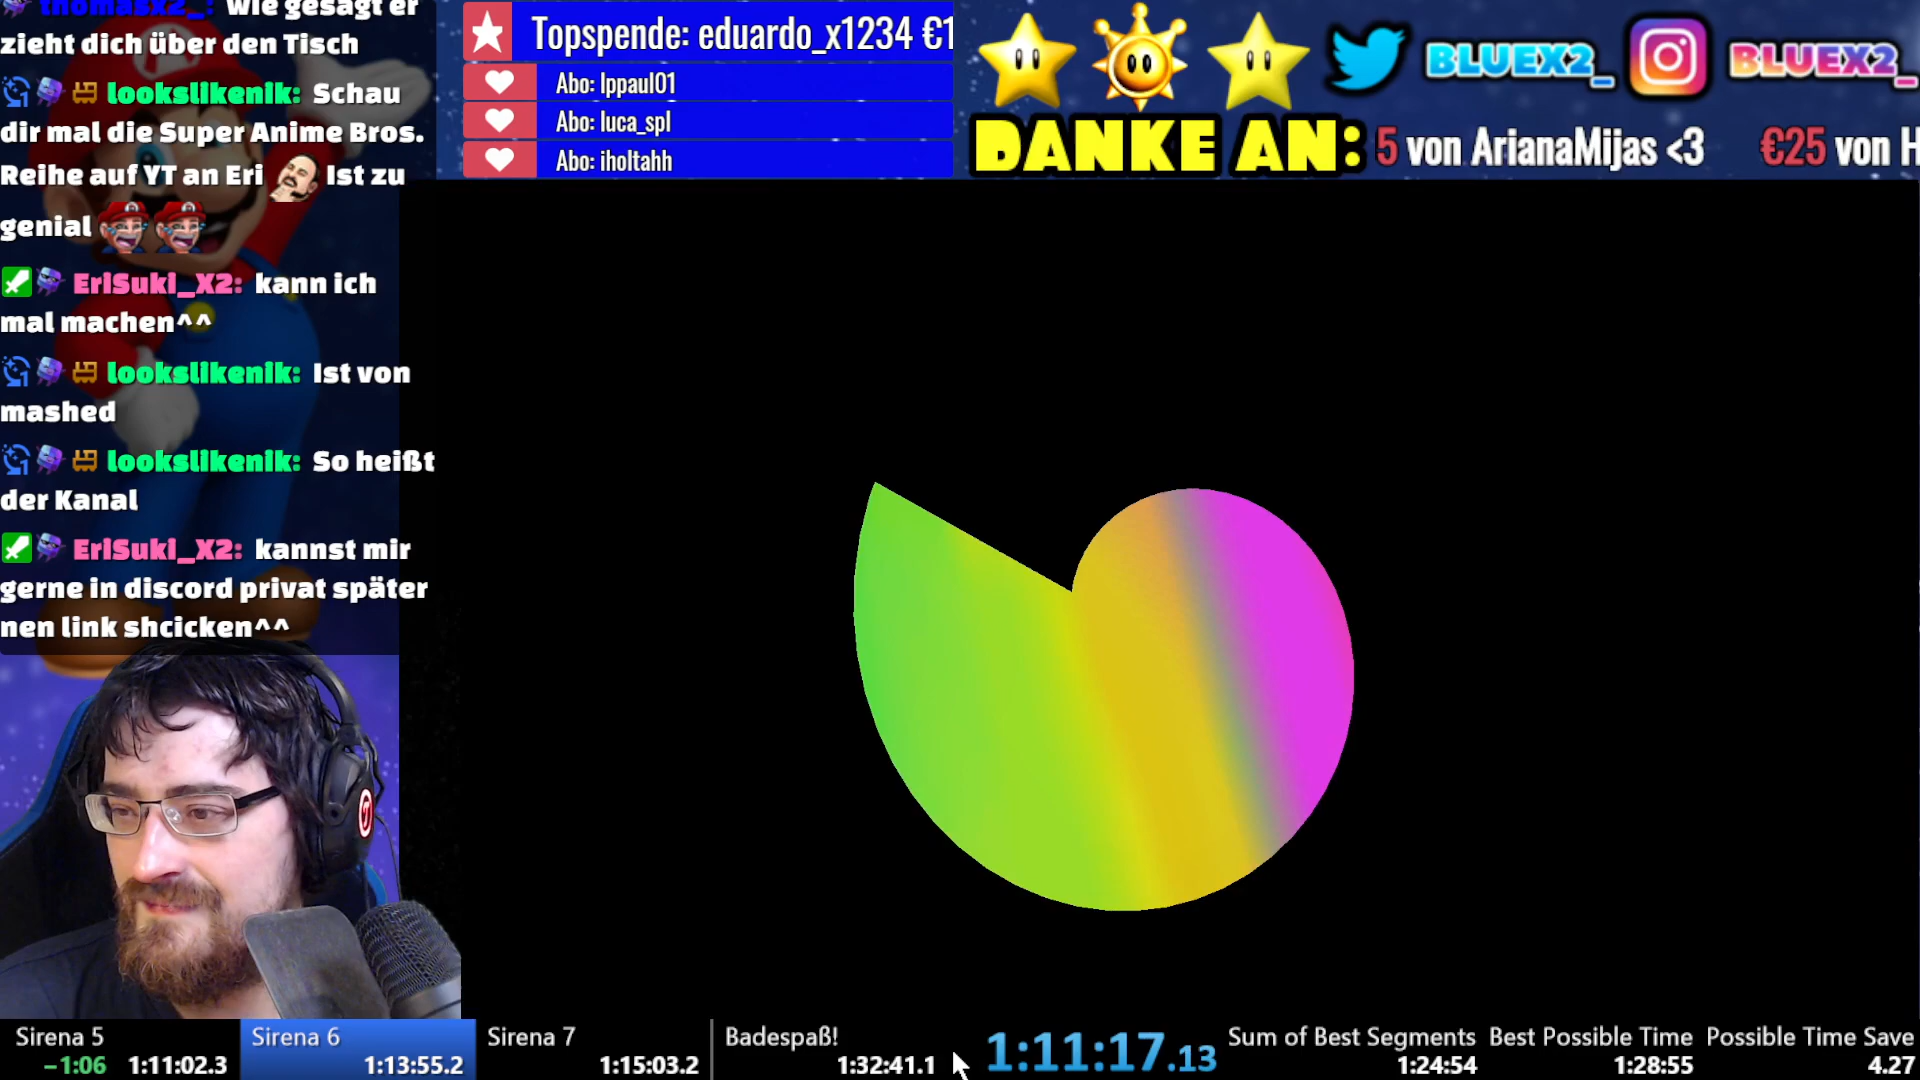 thomasx2_: Wie gesagt er
zieht dich über den Tisch
lookslikenik: Schau
dir mal die Super Anime Bros.
Reihe auf YT an Eri Ist zu
genial
EriSuki_X2: kann ich
mal machen^^
lookslikenik: Ist von
mashed
lookslikenik: So heißt
der Kanal
EriSuki_X2: kannst mir
gerne in discord privat später
nen link shcicken^^
Topspende: eduardo_x1234 €1
Abo: lppaul01
Abo: luca_spl
Abo: iholtahh
BLUEX2_ BLUEX2_
DANKE AN: 5 von ArianaMijas <3 €25 von H
Sirena 5
-1:06 1:11:02.3
Sirena 6
1:13:55.2
Sirena 7
1:15:03.2
Badespaß!
1:32:41.1
1:11:17.13
Sum of Best Segments
1:24:54
Best Possible Time
1:28:55
Possible Time Save
4.27